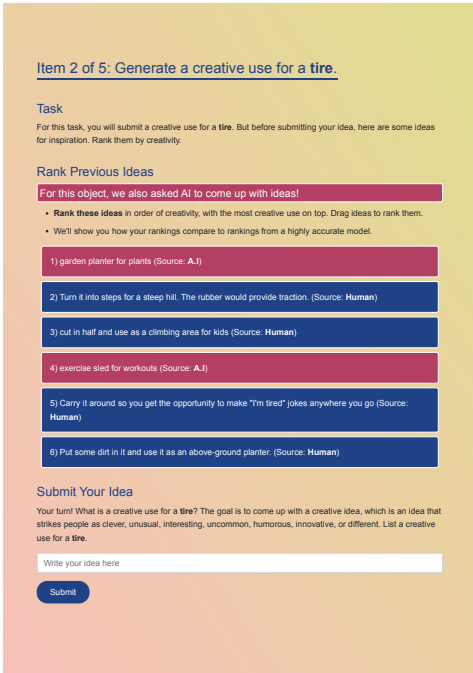 Item 2 of 5: Generate a creative use for a tire.
Task
For this task, you will submit a creative use for a tire. But before submitting your idea, here are some ideas
for inspiration. Rank them by creativity.
Rank Previous Ideas
For this object, we also asked AI to come up with ideas!
• Rank these ideas in order of creativity, with the most creative use on top. Drag ideas to rank them.
• We'll show you how your rankings compare to rankings from a highly accurate model.
1) garden planter for plants (Source: A.I)
2) Turn it into steps for a steep hill. The rubber would provide traction. (Source: Human)
3) cut in half and use as a climbing area for kids (Source: Human)
4) exercise sled for workouts (Source: A.I)
5) Carry it around so you get the opportunity to make "I'm tired" jokes anywhere you go (Source:
Human)
6) Put some dirt in it and use it as an above-ground planter. (Source: Human)
Submit Your Idea
Your turn! What is a creative use for a tire? The goal is to come up with a creative idea, which is an idea that
strikes people as clever, unusual, interesting, uncommon, humorous, innovative, or different. List a creative
use for a tire.
Write your idea here
Submit